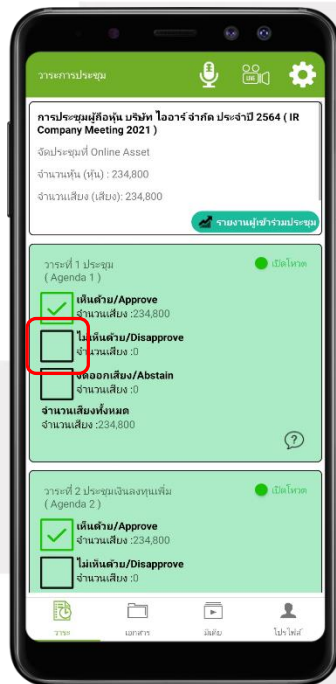 วาระการประชุม
LIVE
การประชุมผู้ถือหุ้น บริษัท ไออาร์ จำกัด ประจำปี 2564 ( IR
Company Meeting 2021 )
จัดประชุมที่ Online Asset
จำนวนหุ้น (หุ้น) : 234,800
จำนวนเสียง (เสียง): 234,800
รายงานผู้เข้าร่วมประชุม
วาระที่ 1 ประชุม
( Agenda 1 )
เปิดโหวต
เห็นด้วย/Approve
จำนวนเสียง :234,800
ไม่เห็นด้วย/Disapprove
จำนวนเสียง :0
งดออกเสียง/Abstain
จำนวนเสียง :0
จำนวนเสียงทั้งหมด
จำนวนเสียง :234,800
?
วาระที่ 2 ประชุมเงินลงทุนเพิ่ม
( Agenda 2 )
เปิดโหวต
เห็นด้วย/Approve
จำนวนเสียง :234,800
ไม่เห็นด้วย/Disapprove
จำนวนเสียง :0
วาระ เอกสาร มีเดีย โปรไฟล์